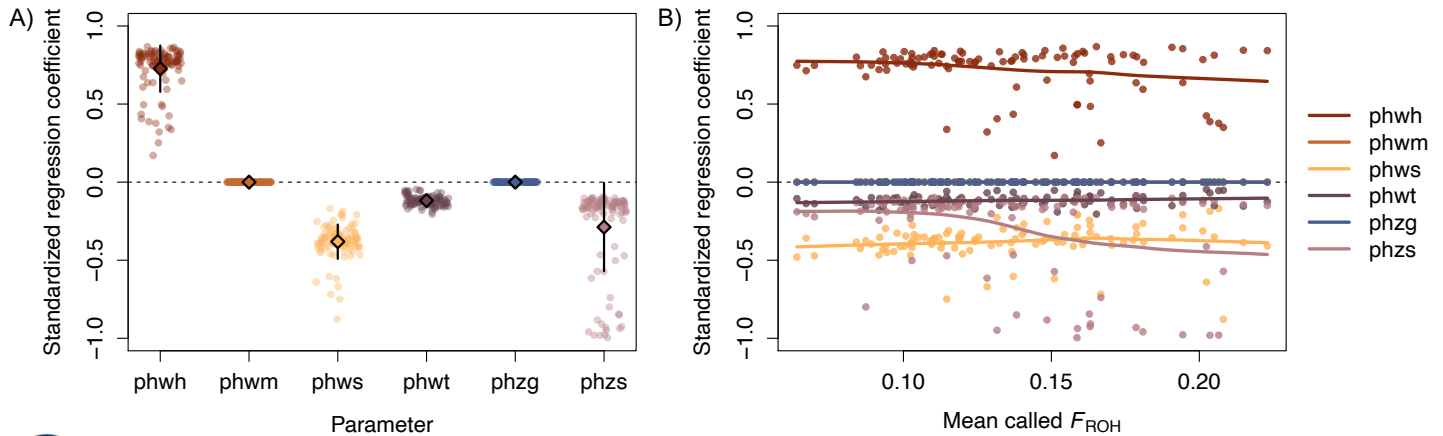 A)
Standardized regression coefficient
1.0
0.5
0.0
−0.5
−1.0
phwh phwm phws phwt phzg phzs
Parameter
B)
Standardized regression coefficient
1.0
0.5
0.0
−0.5
−1.0
0.10 0.15 0.20
Mean called FROH
phwh
phwm
phws
phwt
phzg
phzs